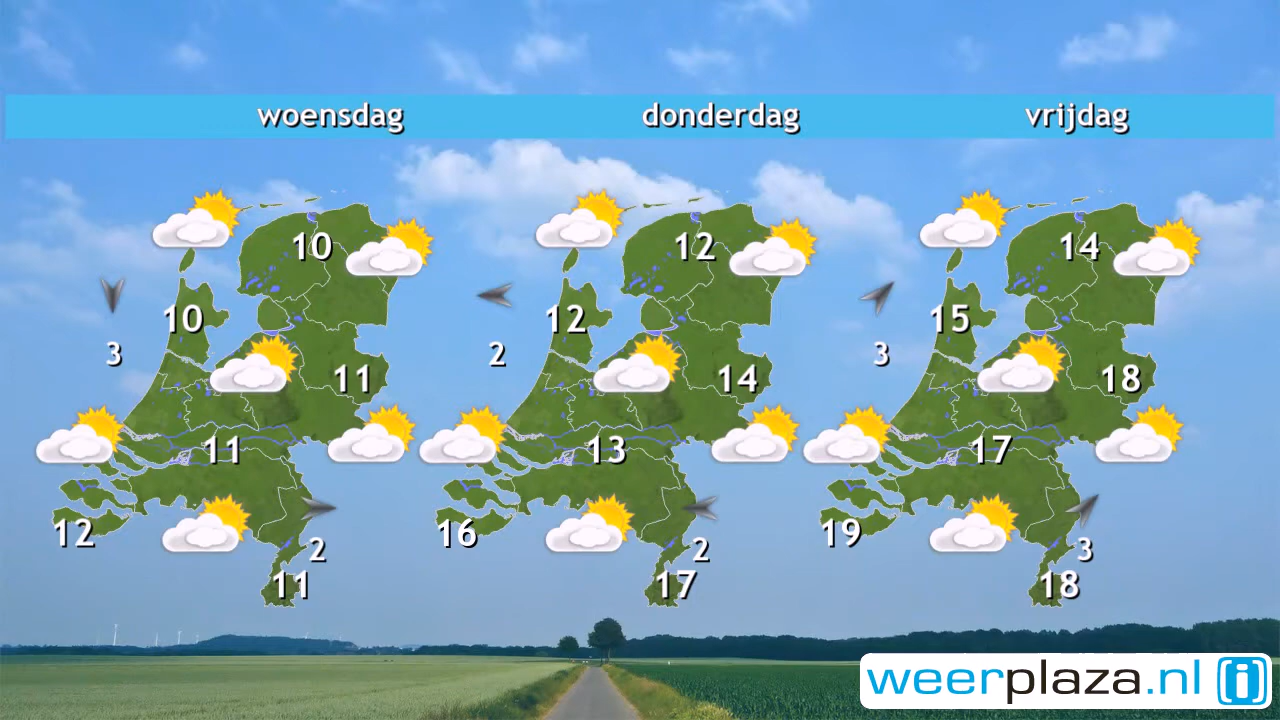 woensdag donderdag vrijdag
10 12 14
10 12 15
3 2 3
11 14 18
11 13 17
12 16 19
2 2 3
11 17 18
weerplaza.nl i